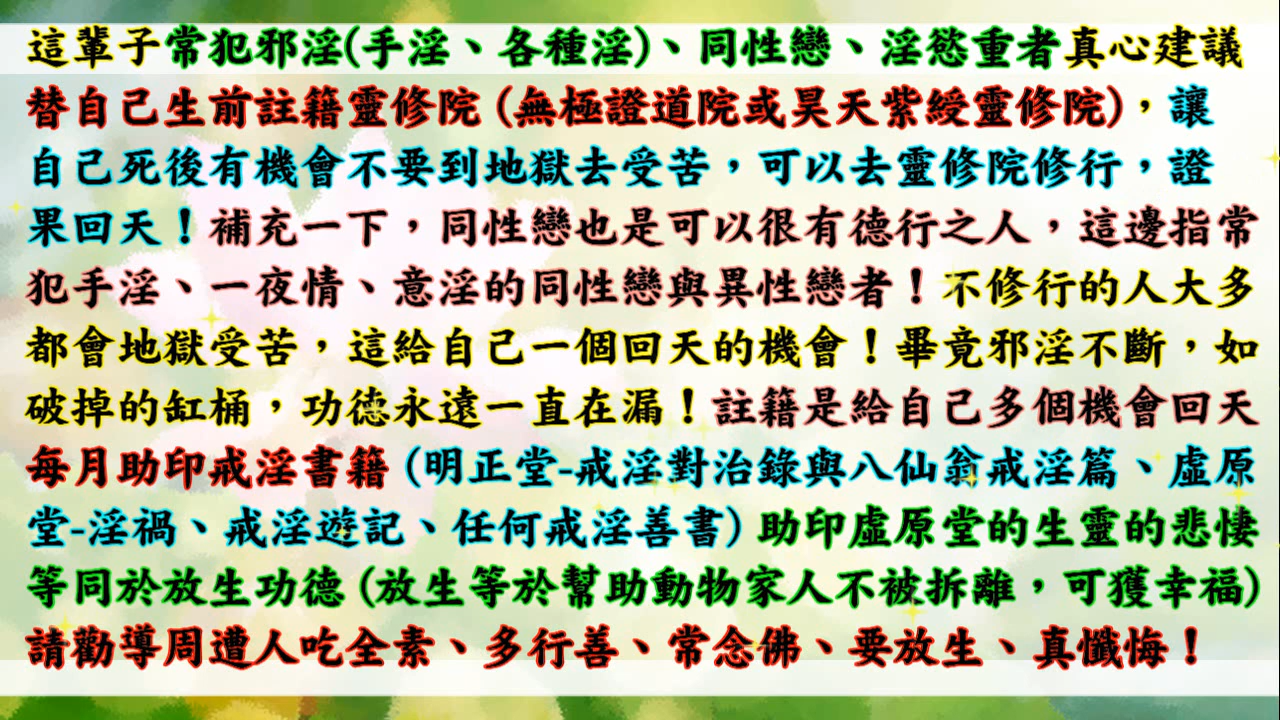 這輩子常犯邪淫(手淫、各種淫)、同性戀、淫慾重者真心建議
替自己生前註籍靈修院 (無極證道院或昊天紫綬靈修院)，讓
自己死後有機會不要到地獄去受苦，可以去靈修院修行，證
果回天！補充一下，同性戀也是可以很有德行之人，這邊指常
犯手淫、一夜情、意淫的同性戀與異性戀者！不修行的人大多
都會地獄受苦，這給自己一個回天的機會！畢竟邪淫不斷，如
破掉的缸桶，功德永遠一直在漏！註籍是給自己多個機會回天
每月助印戒淫書籍 (明正堂-戒淫對治錄與八仙翁戒淫篇、虛原
堂-淫禍、戒淫遊記、任何戒淫善書) 助印虛原堂的生靈的悲悽
等同於放生功德 (放生等於幫助動物家人不被拆離，可獲幸福)
請勸導周遭人吃全素、多行善、常念佛、要放生、真懺悔！